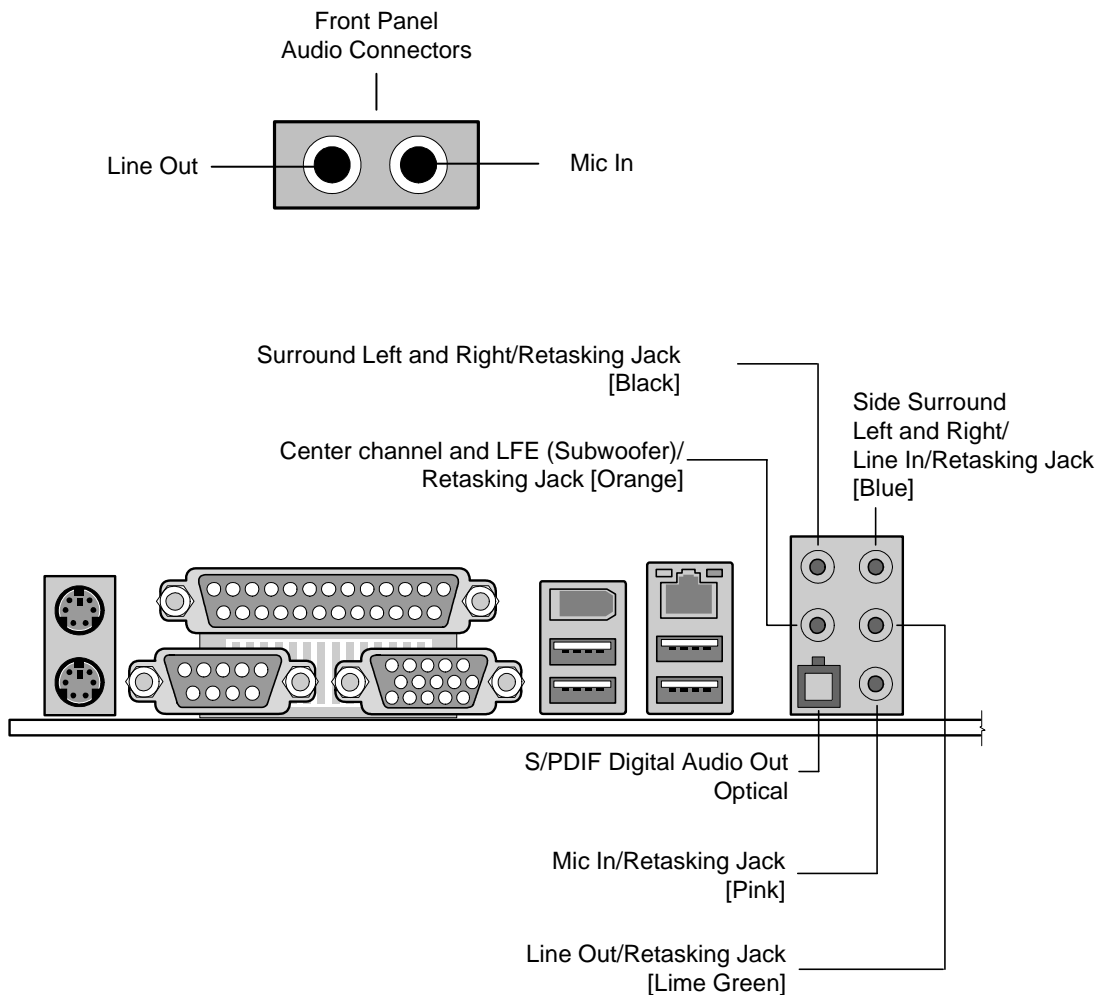 Front Panel
Audio Connectors
Line Out
Mic In
Surround Left and Right/Retasking Jack
[Black]
Side Surround
Left and Right/
Line In/Retasking Jack
[Blue]
Center channel and LFE (Subwoofer)/
Retasking Jack [Orange]
S/PDIF Digital Audio Out
Optical
Mic In/Retasking Jack
[Pink]
Line Out/Retasking Jack
[Lime Green]